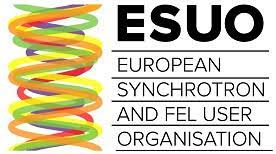 ESUO
EUROPEAN
SYNCHROTRON
AND FEL USER
ORGANISATION